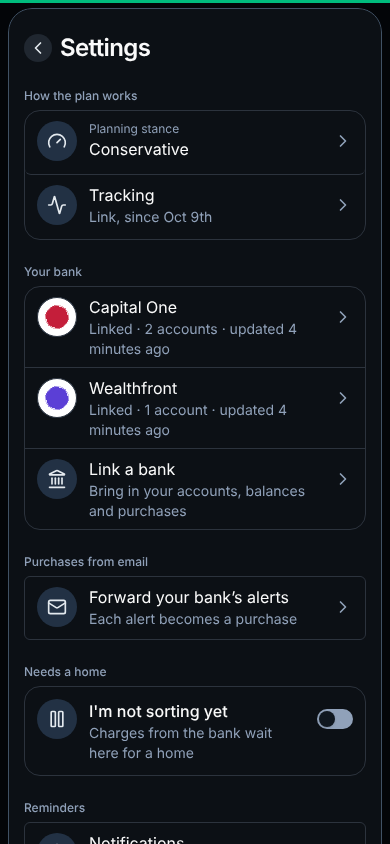 Settings
How the plan works
Planning stance
Conservative
Tracking
Link, since Oct 9th
Your bank
Capital One
Linked · 2 accounts · updated 4
minutes ago
Wealthfront
Linked · 1 account · updated 4
minutes ago
Link a bank
Bring in your accounts, balances
and purchases
Purchases from email
Forward your bank’s alerts
Each alert becomes a purchase
Needs a home
I'm not sorting yet
Charges from the bank wait
here for a home
Reminders
Notifications